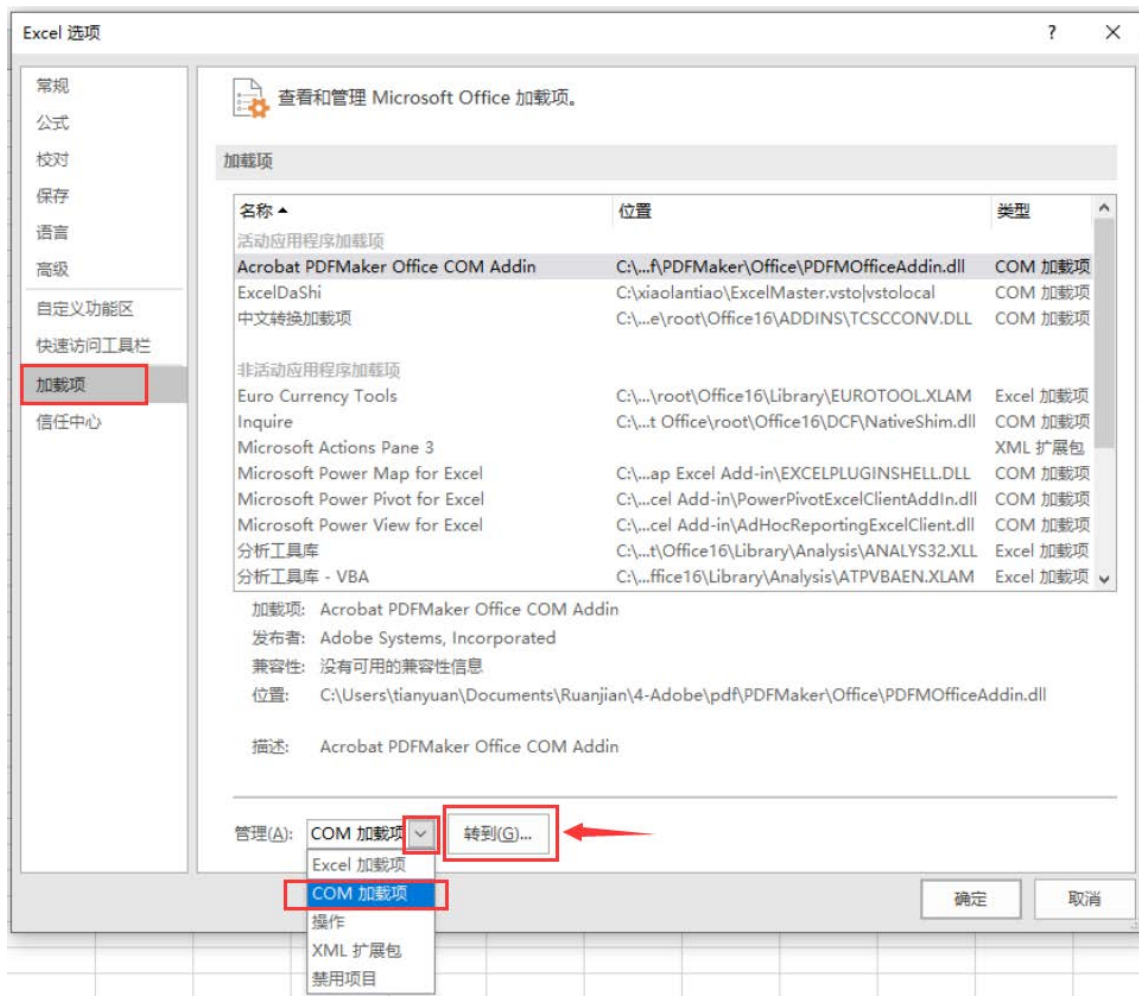 Excel 选项
?
常规
公式
校对
保存
语言
高级
自定义功能区
快速访问工具栏
加载项
信任中心
查看和管理 Microsoft Office 加载项。
加载项
名称 位置 类型
活动应用程序加载项
Acrobat PDFMaker Office COM Addin C:\...f\PDFMaker\Office\PDFMOfficeAddin.dll COM 加载项
ExcelDaShi C:\xiaolantiao\ExcelMaster.vsto|vstolocal COM 加载项
中文转换加载项 C:\...e\root\Office16\ADDINS\TCSCCONV.DLL COM 加载项
非活动应用程序加载项
Euro Currency Tools C:\...\root\Office16\Library\EUROTOOL.XLAM Excel 加载项
Inquire C:\...t Office\root\Office16\DCF\NativeShim.dll COM 加载项
Microsoft Actions Pane 3 XML 扩展包
Microsoft Power Map for Excel C:\...ap Excel Add-in\EXCELPLUGINSHELL.DLL COM 加载项
Microsoft Power Pivot for Excel C:\...cel Add-in\PowerPivotExcelClientAddIn.dll COM 加载项
Microsoft Power View for Excel C:\...cel Add-in\AdHocReportingExcelClient.dll COM 加载项
分析工具库 C:\...t\Office16\Library\Analysis\ANALYS32.XLL Excel 加载项
分析工具库 - VBA C:\...ffice16\Library\Analysis\ATPVBAEN.XLAM Excel 加载项
加载项: Acrobat PDFMaker Office COM Addin
发布者: Adobe Systems, Incorporated
兼容性: 没有可用的兼容性信息
位置: C:\Users\tianyuan\Documents\Ruanjian\4-Adobe\pdf\PDFMaker\Office\PDFMOfficeAddin.dll
描述: Acrobat PDFMaker Office COM Addin
管理(A): COM 加载项 转到(G)...
Excel 加载项
COM 加载项
操作
XML 扩展包
禁用项目
确定 取消